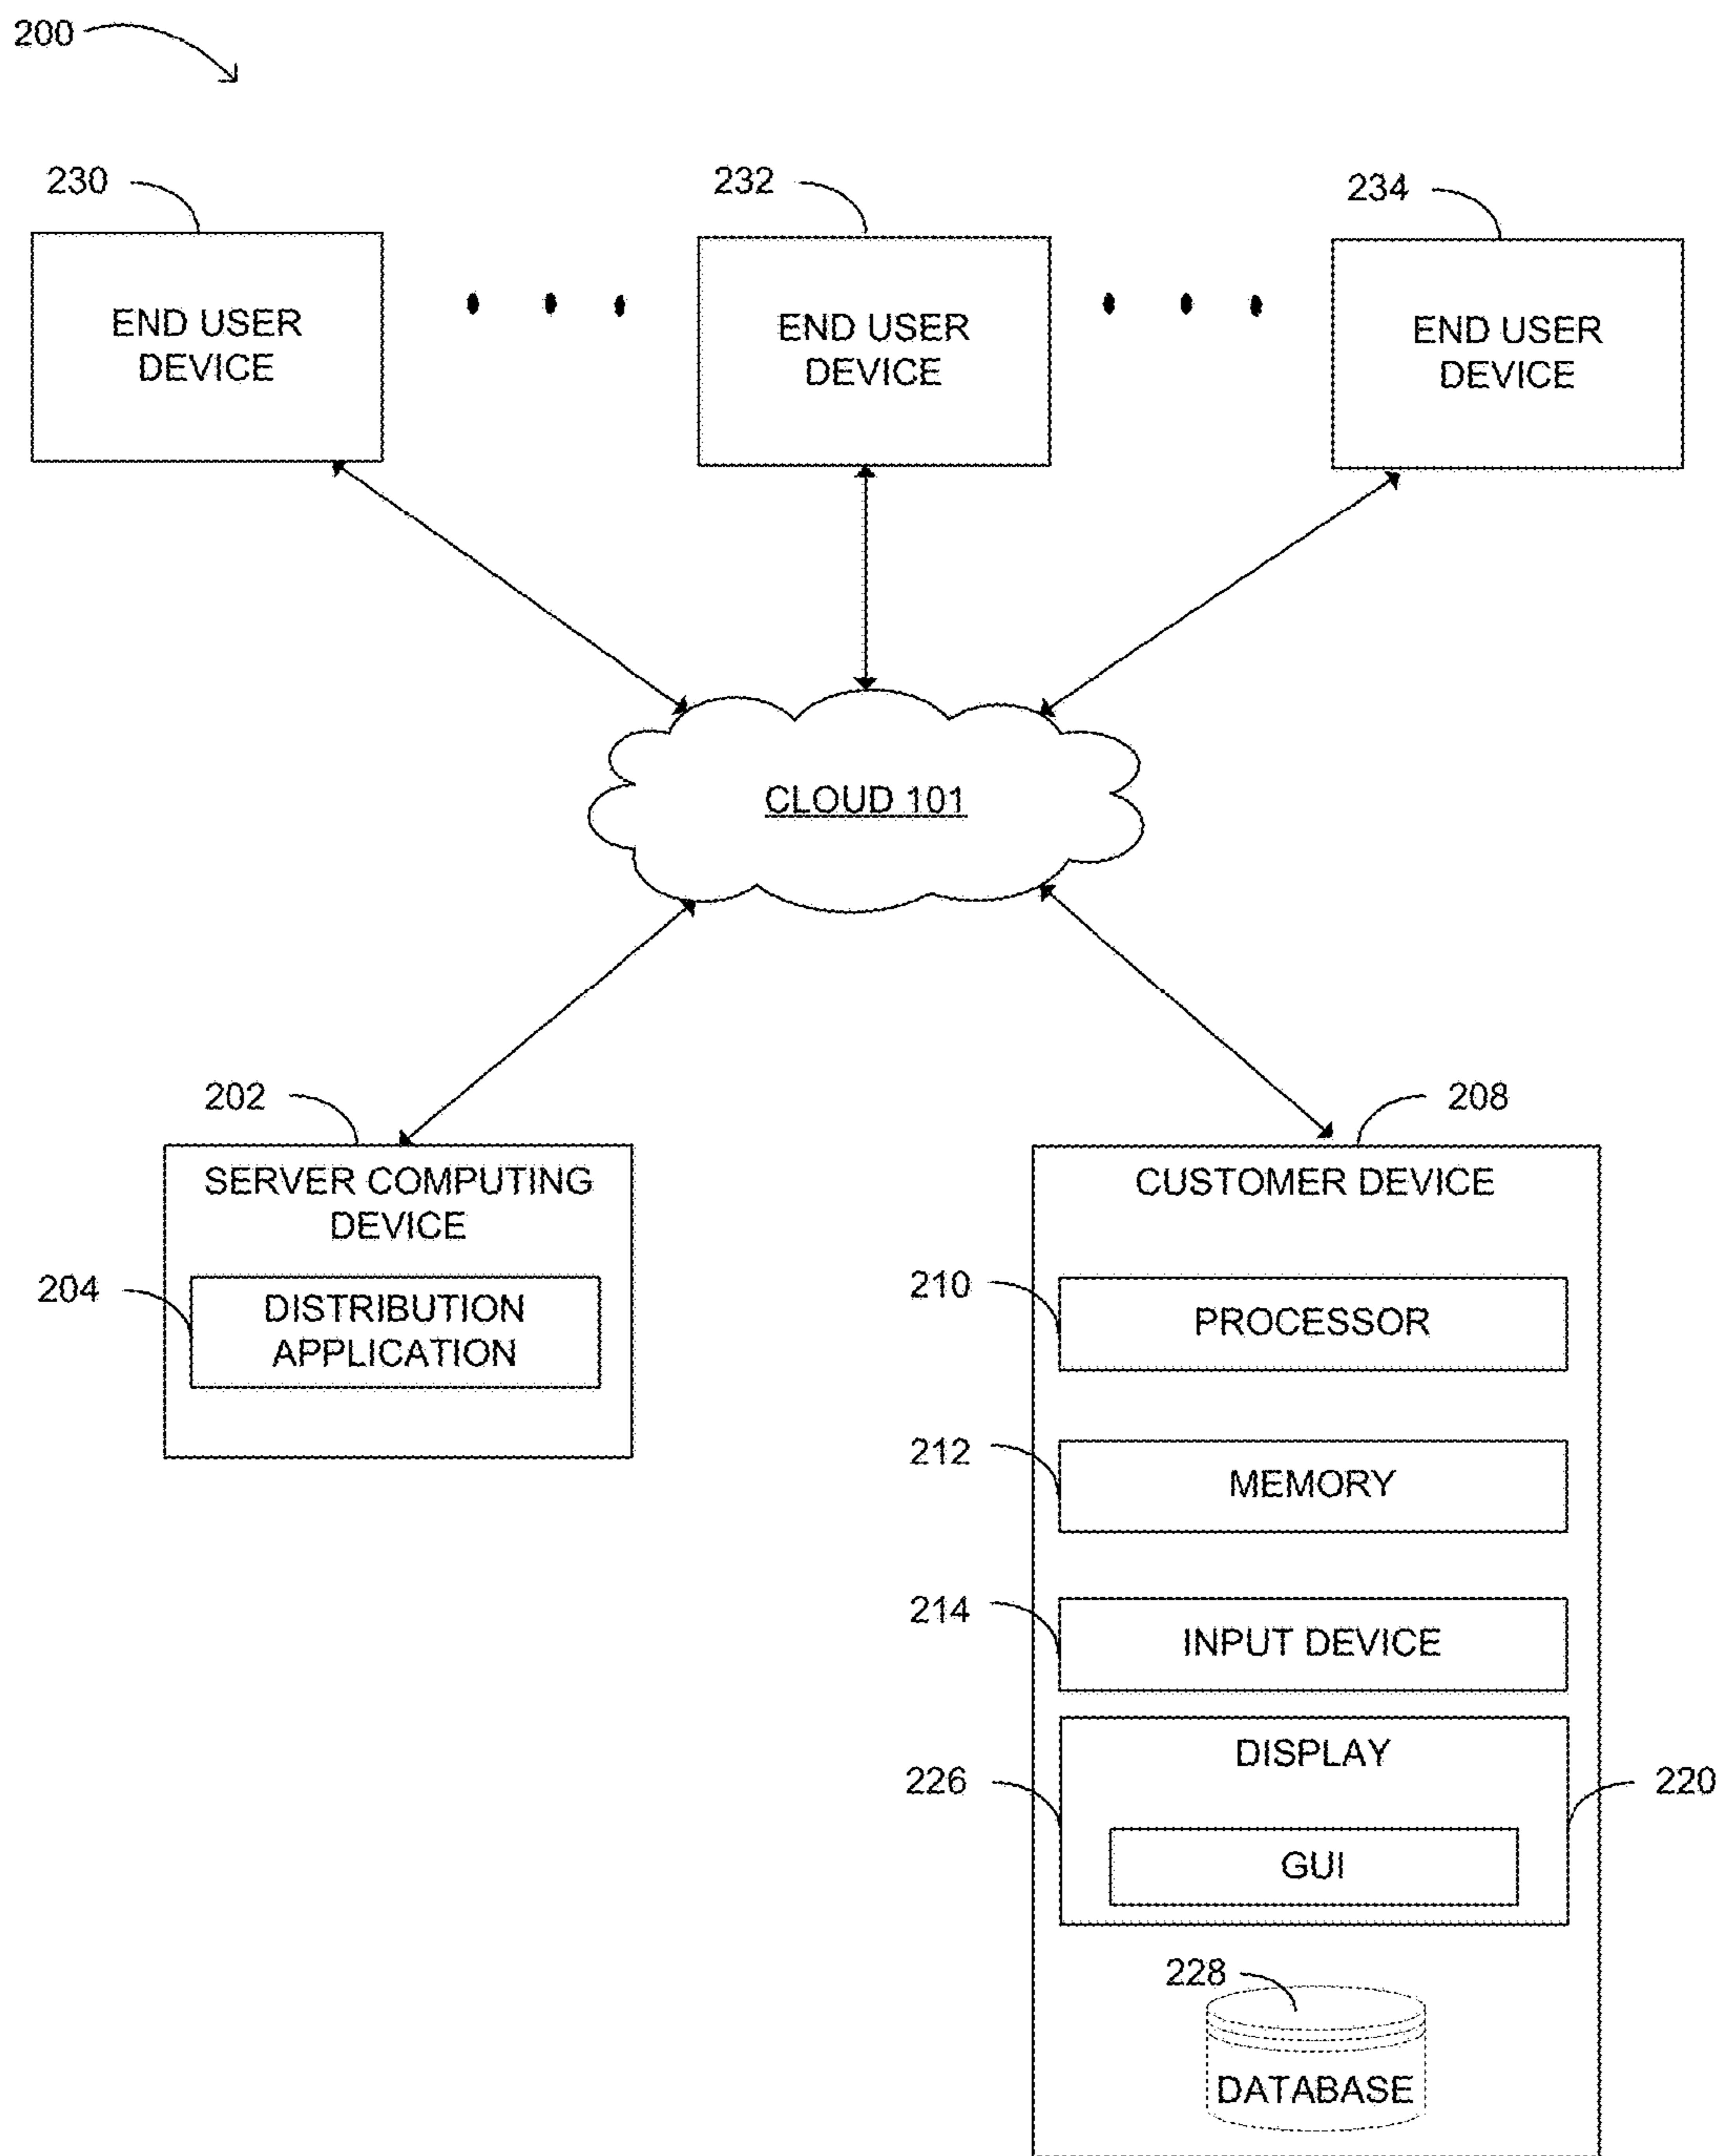 200
230
232
234
END USER
DEVICE
END USER
DEVICE
END USER
DEVICE
CLOUD 101
202
208
SERVER COMPUTING
DEVICE
204
DISTRIBUTION
APPLICATION
CUSTOMER DEVICE
210
PROCESSOR
212
MEMORY
214
INPUT DEVICE
DISPLAY
226
220
GUI
228
DATABASE